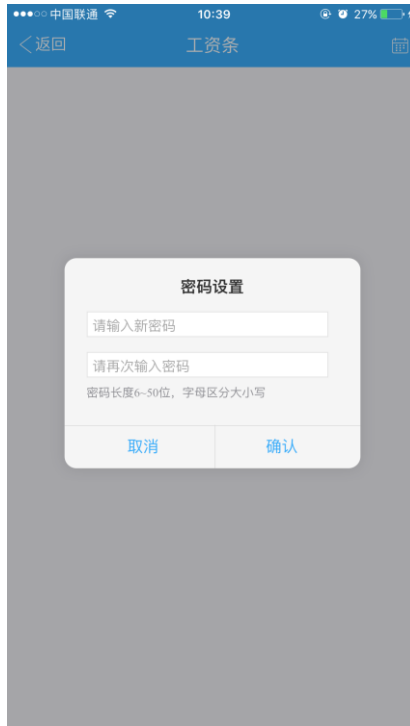 中国联通 10:39 27%
返回 工资条
密码设置
请输入新密码
请再次输入密码
密码长度6~50位，字母区分大小写
取消 确认